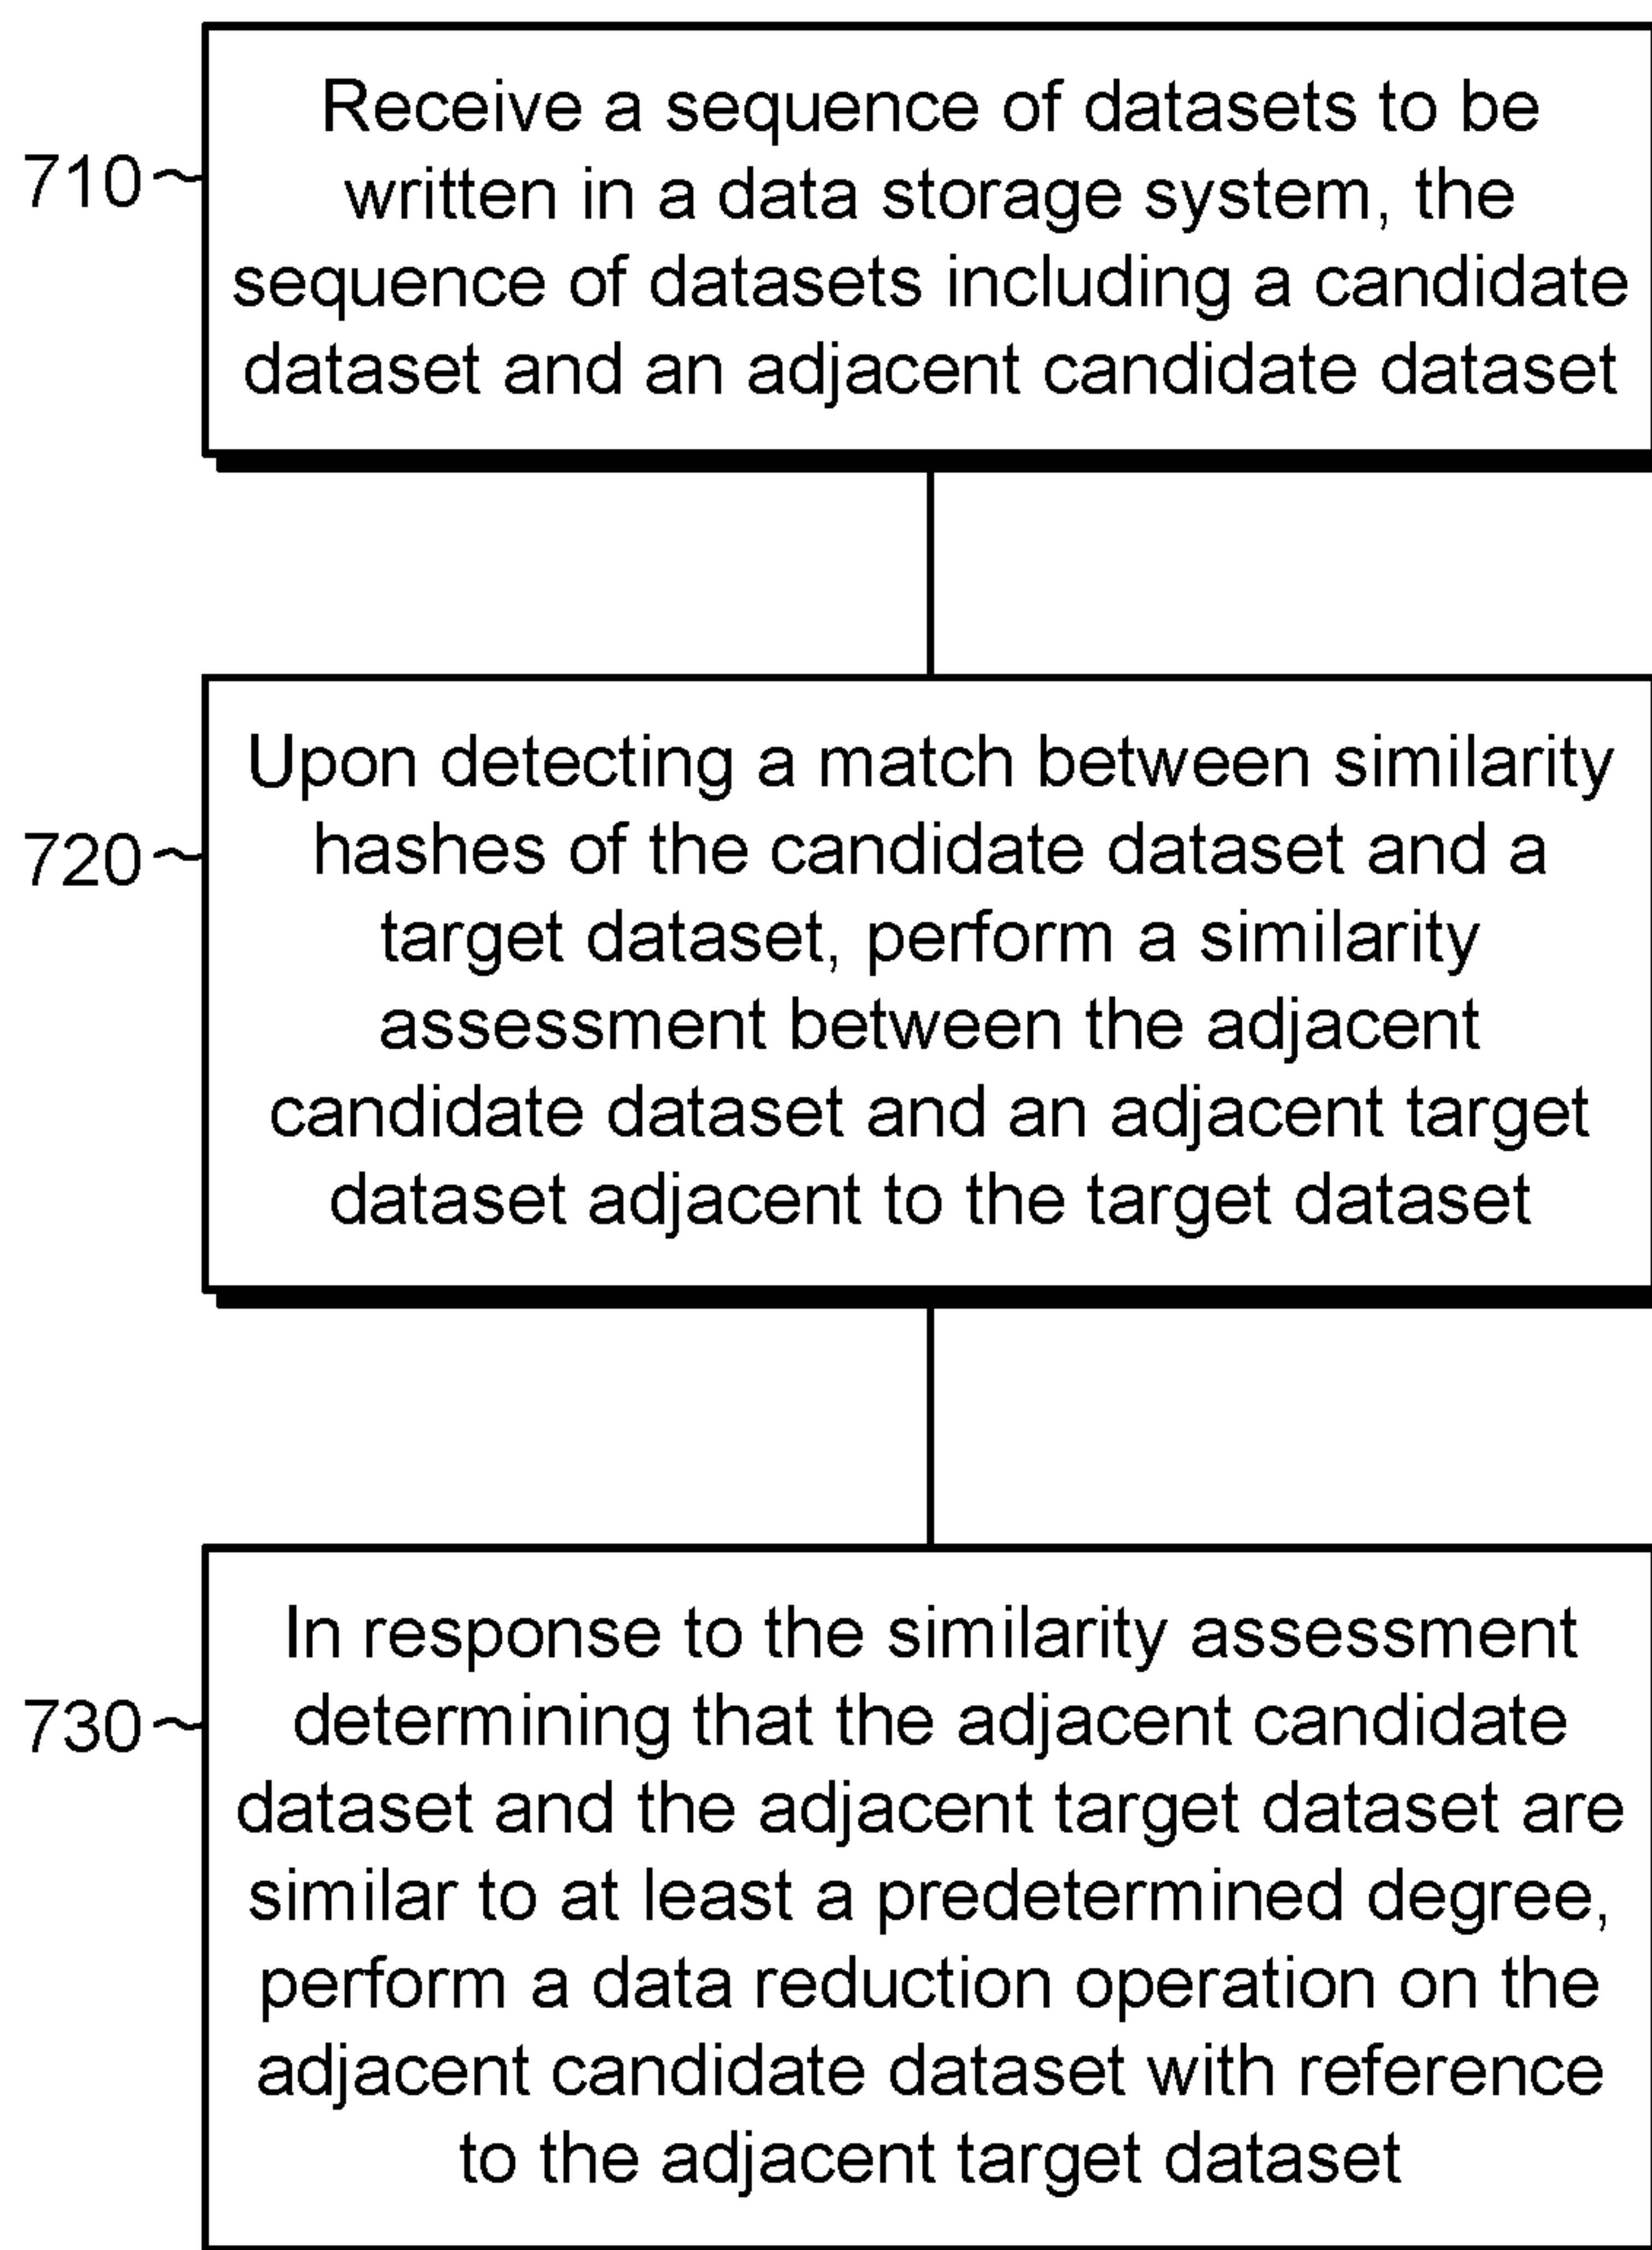 Receive a sequence of datasets to be
710 written in a data storage system, the
sequence of datasets including a candidate
dataset and an adjacent candidate dataset
Upon detecting a match between similarity
720 hashes of the candidate dataset and a
target dataset, perform a similarity
assessment between the adjacent
candidate dataset and an adjacent target
dataset adjacent to the target dataset
In response to the similarity assessment
730 determining that the adjacent candidate
dataset and the adjacent target dataset are
similar to at least a predetermined degree,
perform a data reduction operation on the
adjacent candidate dataset with reference
to the adjacent target dataset